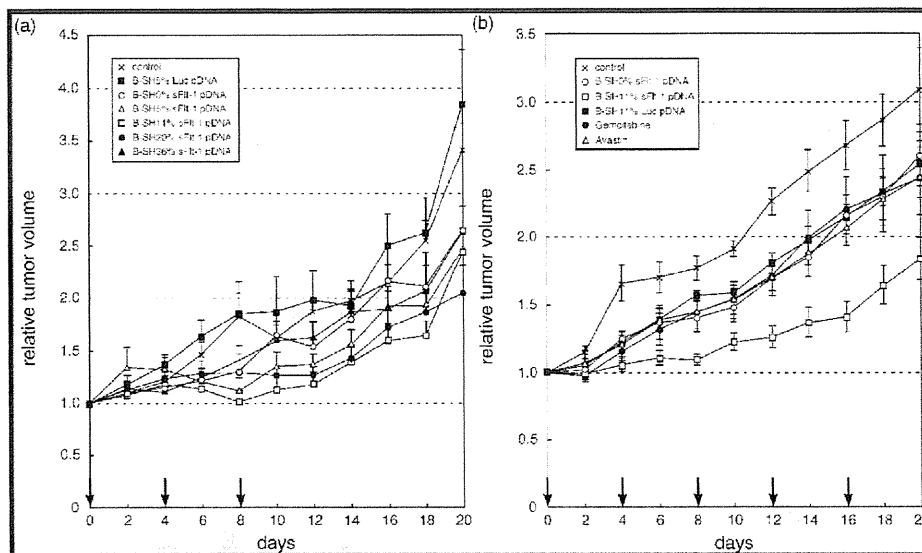 (a)
4.5
4.0
3.5
3.0
2.5
2.0
1.5
1.0
0.5
0
relative tumor volume
control
B-SH5% Luc pDNA
B-SH0% sFlt-1 pDNA
B-SH5% sFlt-1 pDNA
B-SH11% sFlt-1 pDNA
B-SH20% sFlt-1 pDNA
B-SH36% sFlt-1 pDNA
0 2 4 6 8 10 12 14 16 18 20
days
(b)
3.5
3.0
2.5
2.0
1.5
1.0
0.5
0
relative tumor volume
control
B-SH0% sFlt-1 pDNA
B-SH11% sFlt-1 pDNA
B-SH11% Luc pDNA
Gemcitabine
Avastin
0 2 4 6 8 10 12 14 16 18
days